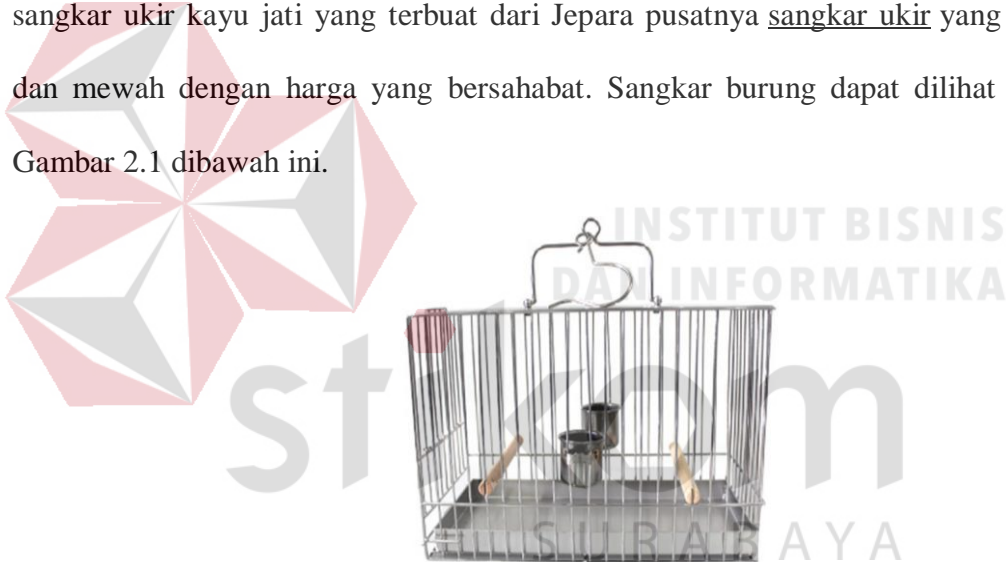 sangkar ukir kayu jati yang terbuat dari Jepara pusatnya sangkar ukir yang
dan mewah dengan harga yang bersahabat. Sangkar burung dapat dilihat
Gambar 2.1 dibawah ini.
INSTITUT BISNIS
DAN INFORMATIKA
stikom
SURABAYA